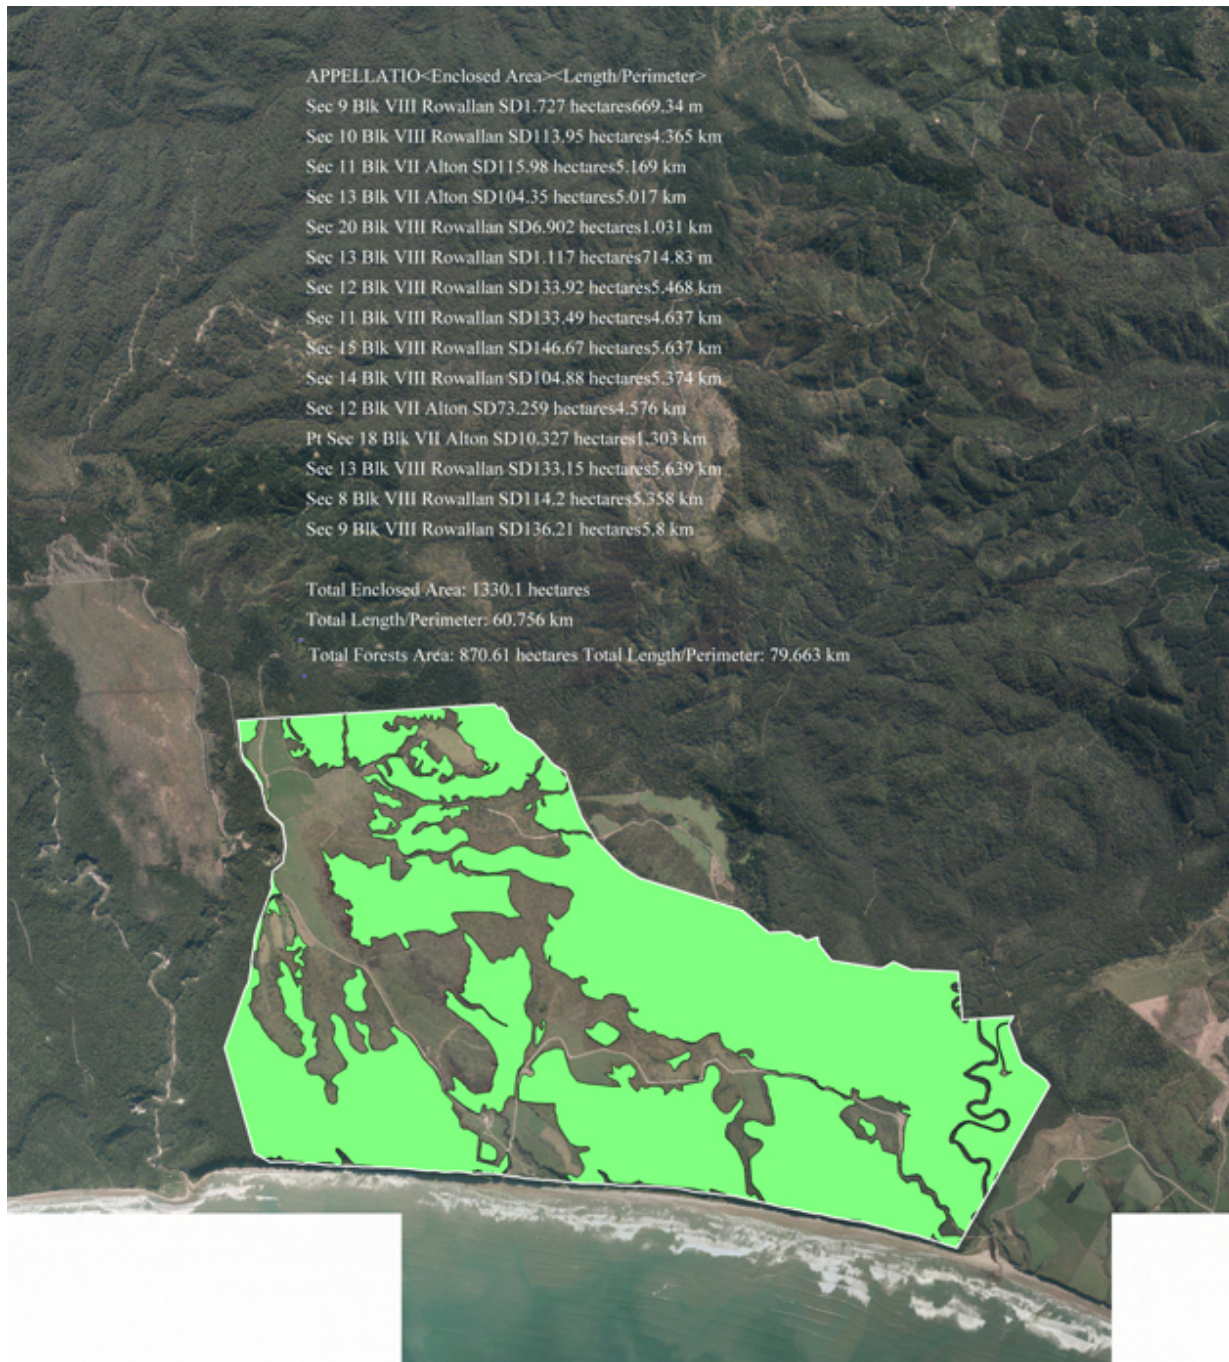 APPELLATIO<Enclosed Area><Length/Perimeter>
Sec 9 Blk VIII Rowallan SD1.727 hectares669.34 m
Sec 10 Blk VIII Rowallan SD113.95 hectares4.365 km
Sec 11 Blk VII Alton SD115.98 hectares5.169 km
Sec 13 Blk VII Alton SD104.35 hectares5.017 km
Sec 20 Blk VIII Rowallan SD6.902 hectares1.031 km
Sec 13 Blk VIII Rowallan SD1.117 hectares714.83 m
Sec 12 Blk VIII Rowallan SD133.92 hectares5.468 km
Sec 11 Blk VIII Rowallan SD133.49 hectares4.637 km
Sec 15 Blk VIII Rowallan SD146.67 hectares5.637 km
Sec 14 Blk VIII Rowallan SD104.88 hectares5.374 km
Sec 12 Blk VII Alton SD73.259 hectares4.576 km
Pt Sec 18 Blk VII Alton SD10.327 hectares1.303 km
Sec 13 Blk VIII Rowallan SD133.15 hectares5.639 km
Sec 8 Blk VIII Rowallan SD114.2 hectares5.358 km
Sec 9 Blk VIII Rowallan SD136.21 hectares5.8 km
Total Enclosed Area: 1330.1 hectares
Total Length/Perimeter: 60.756 km
Total Forests Area: 870.61 hectares Total Length/Perimeter: 79.663 km